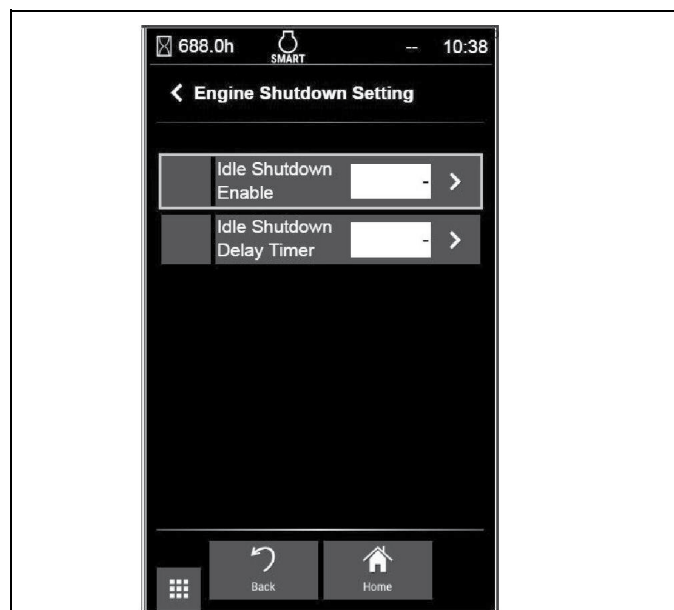 688.0h
SMART
--
10:38
Engine Shutdown Setting
Idle Shutdown
Enable
-
Idle Shutdown
Delay Timer
-
Back
Home